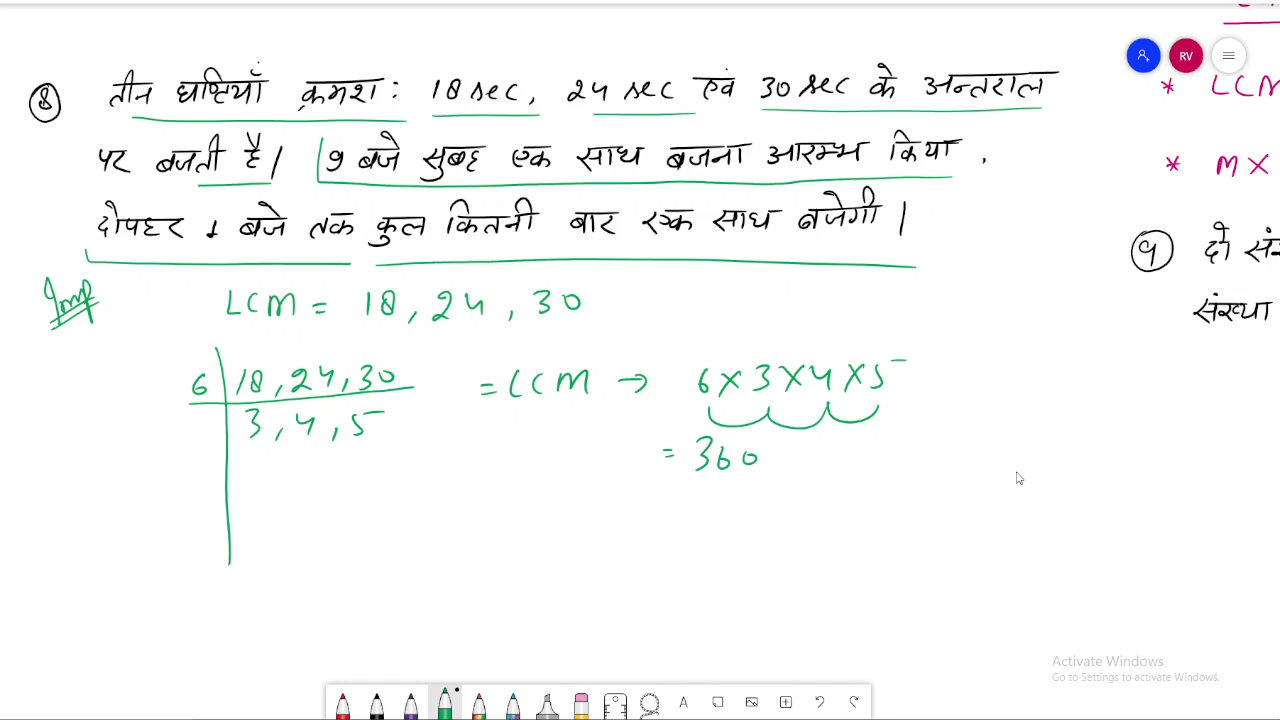 RV
⑧ तीन घण्टियाँ क्रमश: 18 sec, 24 sec एवं 30 sec के अन्तराल
पर बजती है। 9 बजे सुबह एक साथ बजना आरम्भ किया .
दोपहर 1 बजे तक कुल कितनी बार एक साथ बजेगी।
Imp
LCM = 18, 24, 30
6 | 18, 24, 30
3, 4, 5
= LCM → 6 X 3 X 4 X 5
= 360
* LCM
* M X
⑨ दो
संख्या
Activate Windows
Go to Settings to activate Windows.
A